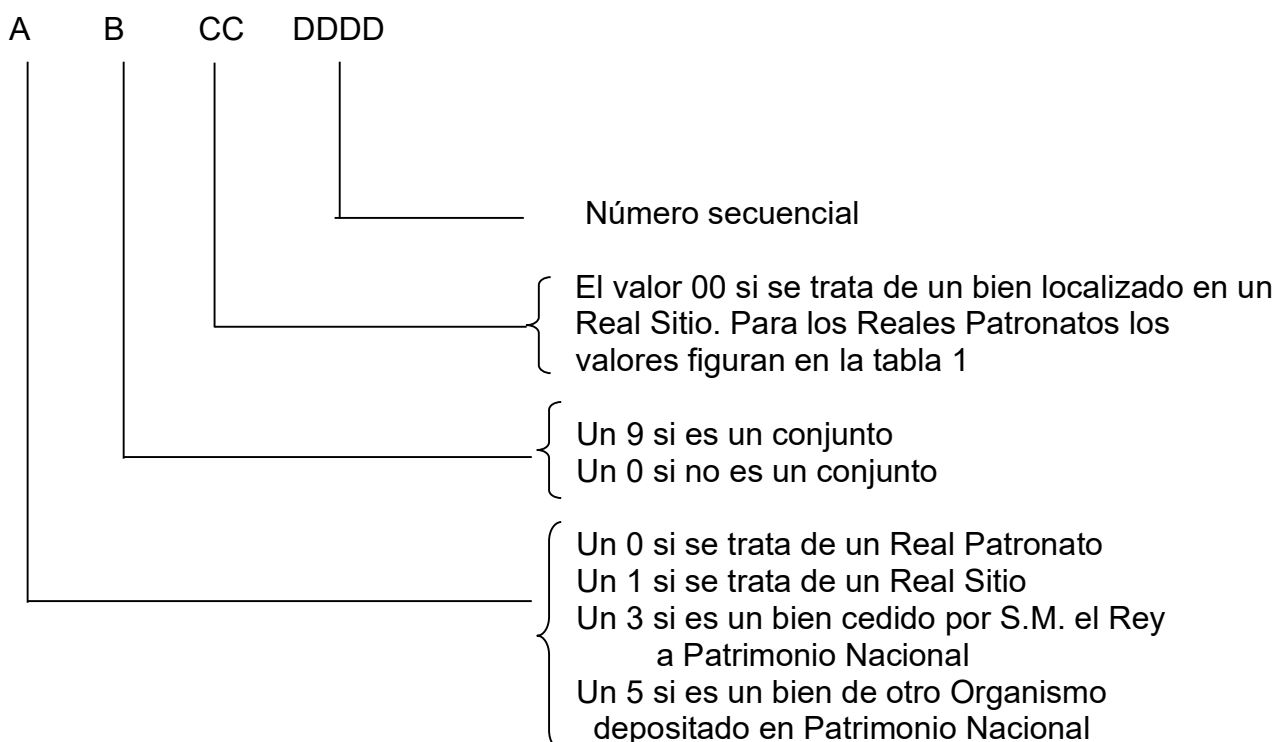 A B CC DDDD
Número secuencial
El valor 00 si se trata de un bien localizado en un
Real Sitio. Para los Reales Patronatos los
valores figuran en la tabla 1
Un 9 si es un conjunto
Un 0 si no es un conjunto
Un 0 si se trata de un Real Patronato
Un 1 si se trata de un Real Sitio
Un 3 si es un bien cedido por S.M. el Rey
a Patrimonio Nacional
Un 5 si es un bien de otro Organismo
depositado en Patrimonio Nacional